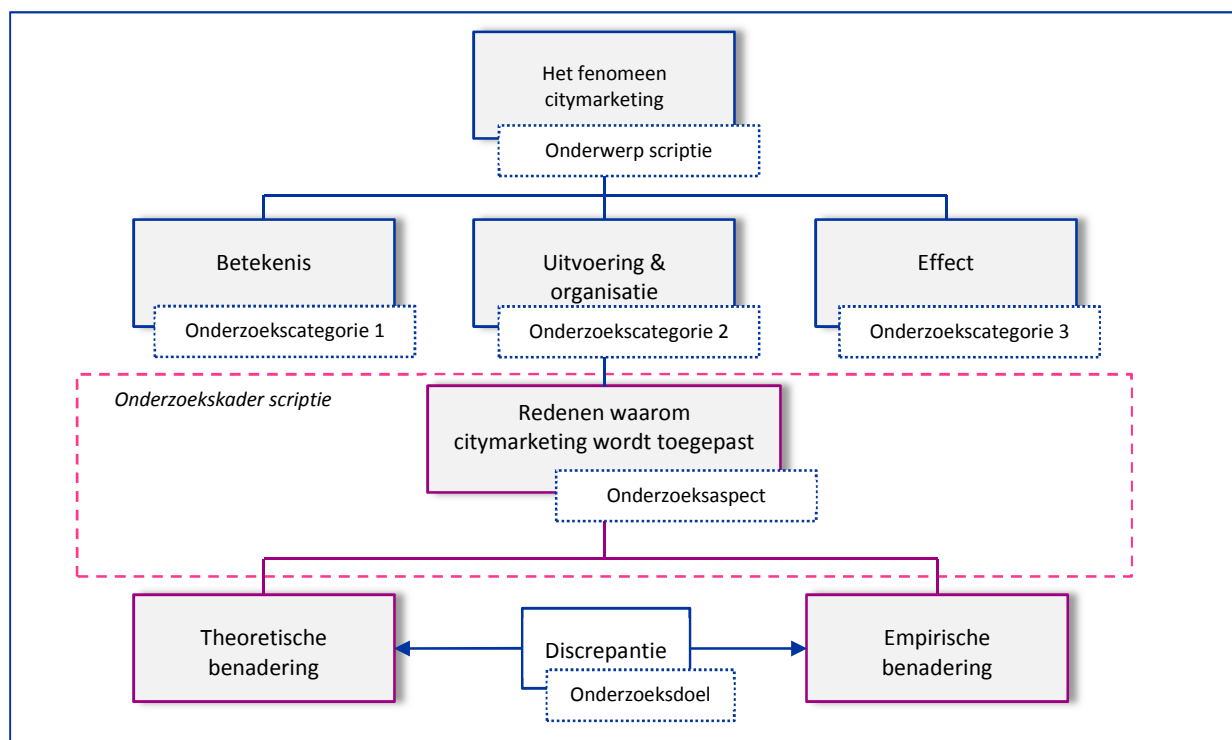 Het fenomeen
citymarketing
Onderwerp scriptie
Betekenis
Onderzoekscategorie 1
Uitvoering &
organisatie
Onderzoekscategorie 2
Effect
Onderzoekscategorie 3
Onderzoekskader scriptie
Redenen waarom
citymarketing wordt toegepast
Onderzoeksaspect
Theoretische
benadering
Discrepantie
Onderzoeksdoel
Empirische
benadering